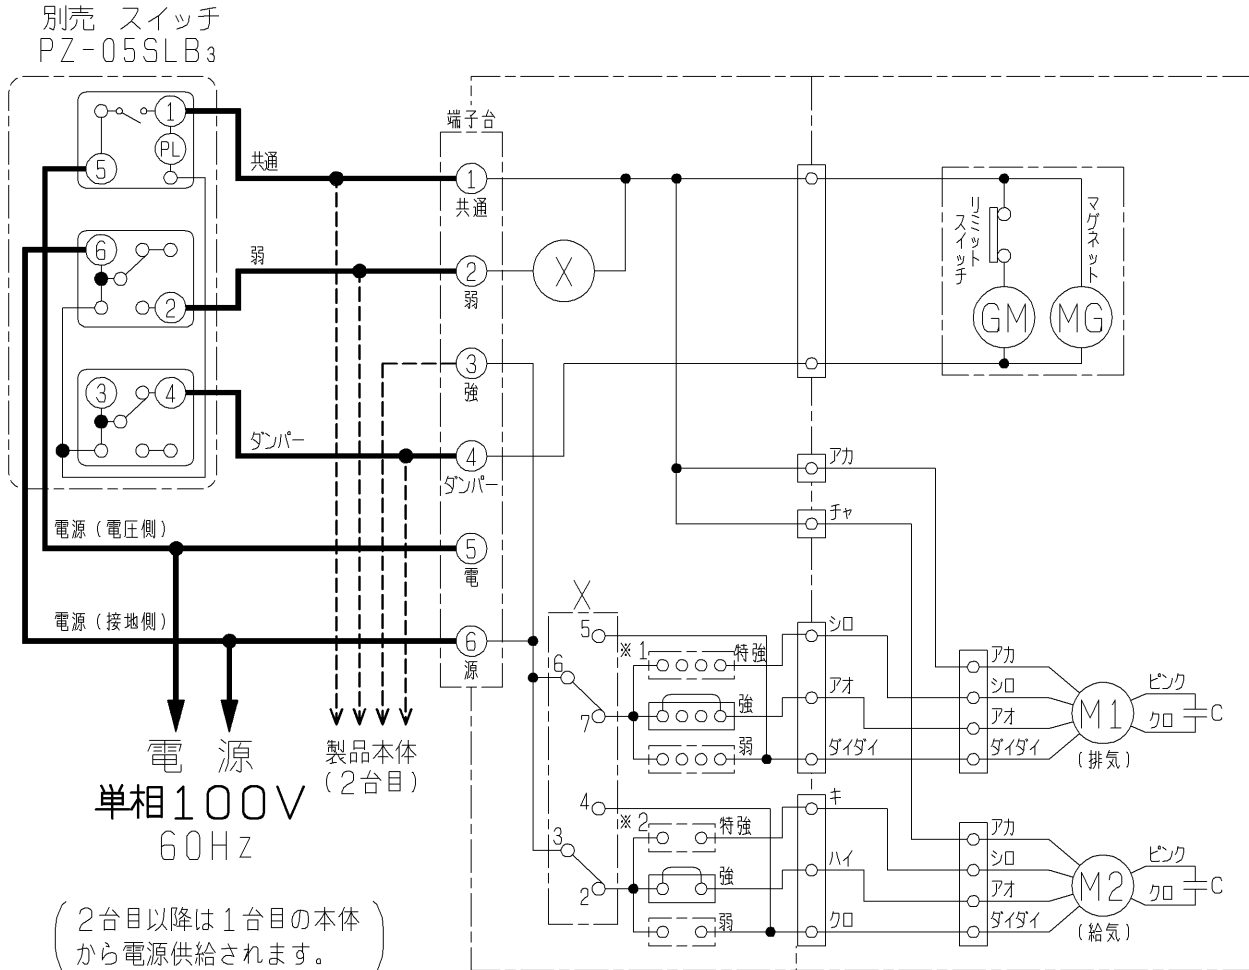 別売 スイッチ
PZ-05SLB₃
1
PL
5
共通
6
2
弱
3
4
ダンパー
電源(電圧側)
電源(接地側)
電 源
単相100V
60Hz
製品本体
(2台目)
2台目以降は1台目の本体
から電源供給されます。
端子台
1
共通
2
弱
3
強
4
ダンパー
5
電
6
源
X
リミット
スイッチ
マグネット
GM
MG
アカ
チャ
X
5
6
7
4
3
2
※1
特強
強
弱
※2
特強
強
弱
シロ
アオ
ダイダイ
キ
ハイ
クロ
アカ
シロ
アオ
ダイダイ
M1
(排気)
ピンク
クロ
C
アカ
シロ
アオ
ダイダイ
M2
(給気)
ピンク
クロ
C